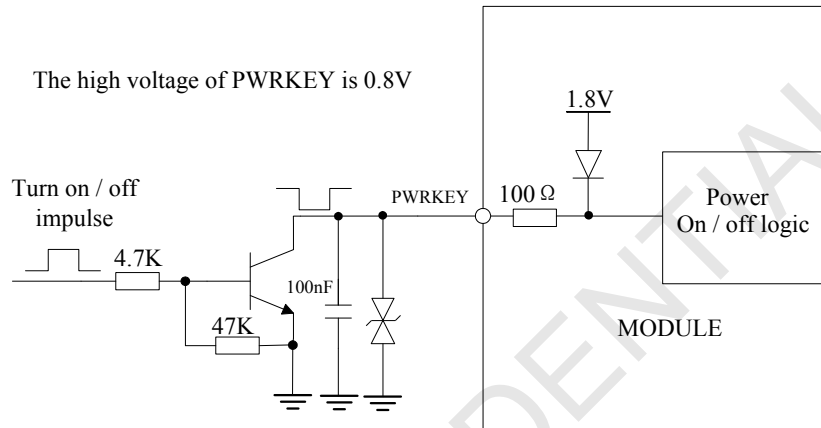 The high voltage of PWRKEY is 0.8V
1.8V
Turn on / off
impulse
PWRKEY
100 Ω
Power
On / off logic
4.7K
100nF
47K
MODULE
DENTIAL